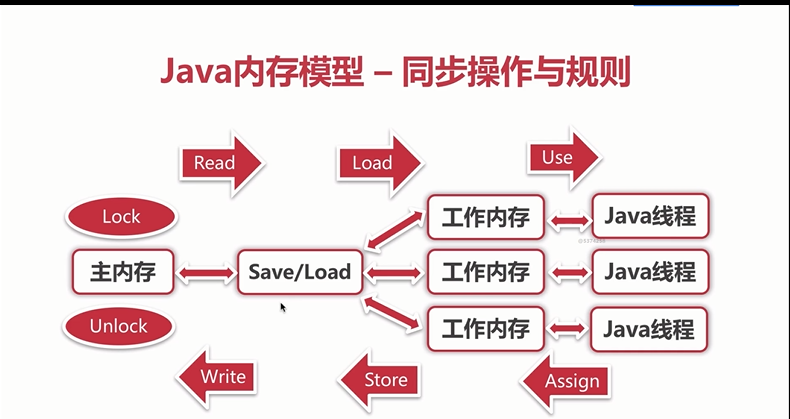 Java内存模型 – 同步操作与规则
Read
Load
Use
Lock
主内存
Unlock
Save/Load
工作内存
Java线程
工作内存
Java线程
工作内存
Java线程
Write
Store
Assign